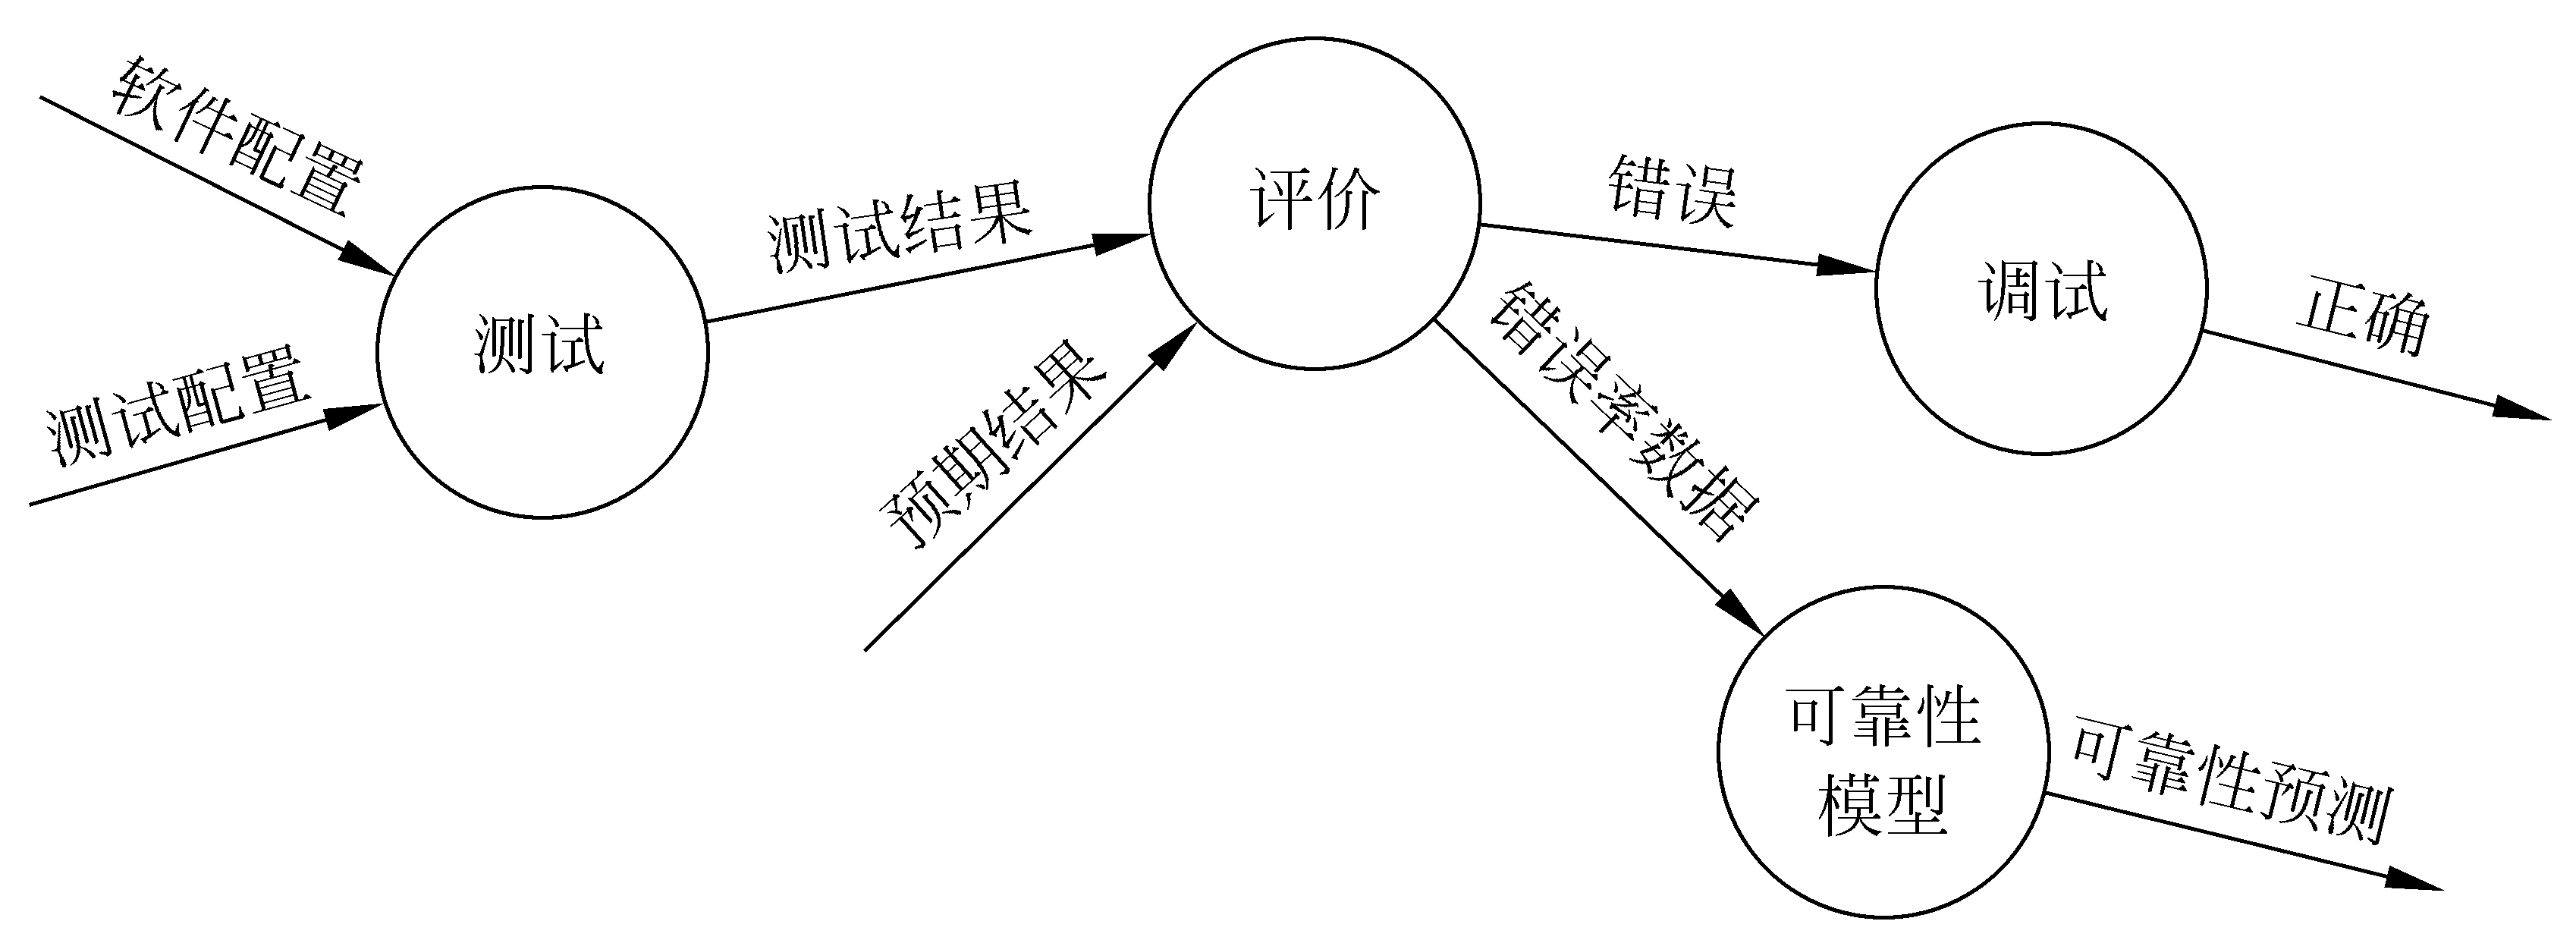 软件配置
测试配置
测试
测试结果
预期结果
评价
错误
错误率数据
调试
正确
可靠性
模型
可靠性预测